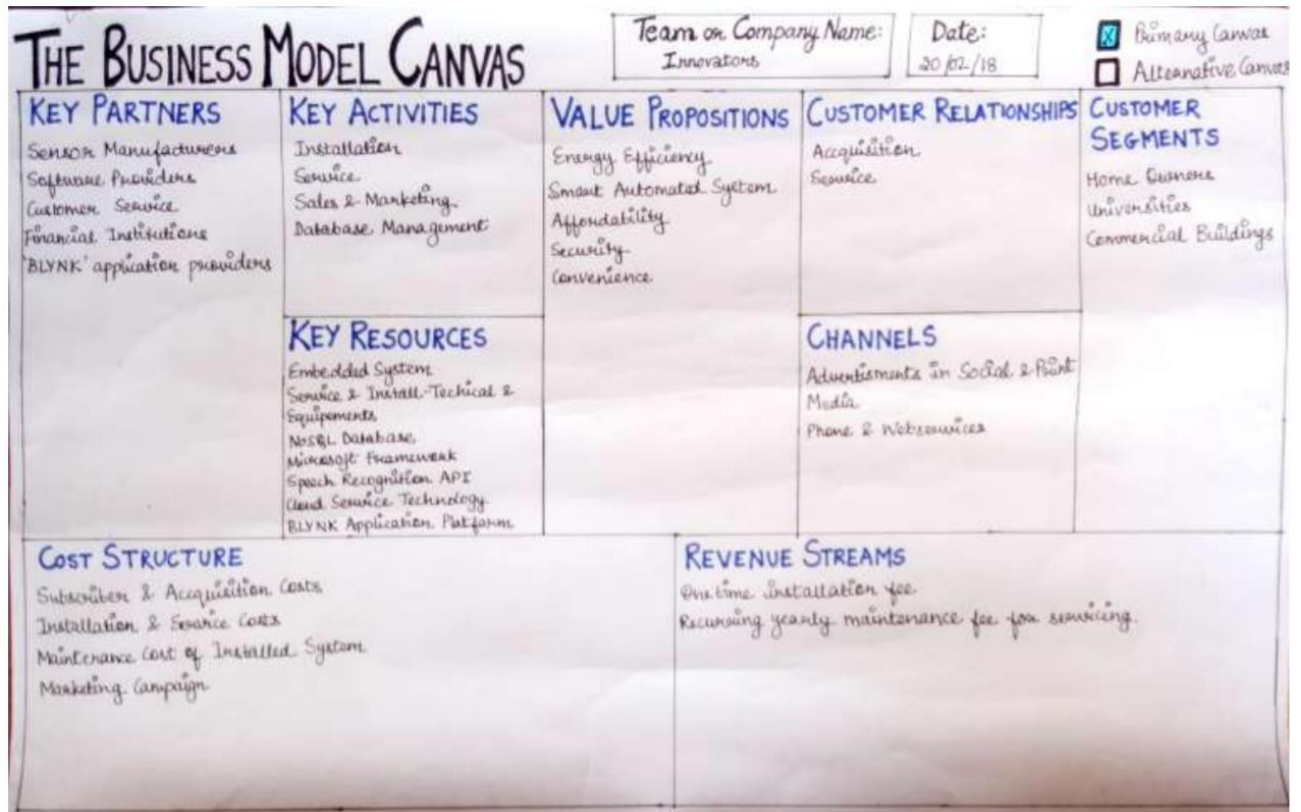 THE BUSINESS MODEL CANVAS
Team or Company Name:
Innovators
Date:
20/02/18
Primary Canvas
Alternative Canvas
KEY PARTNERS
Sensor Manufacturers
Software Providers
Customer Service
Financial Institutions
'BLYNK' application providers
KEY ACTIVITIES
Installation
Service
Sales & Marketing
Database Management
KEY RESOURCES
Embedded System
Service & Install-Techical &
Equipements
NoSQL Database
Microsoft Framework
Speech Recognition API
Cloud Service Technology
BLYNK Application Platform
VALUE PROPOSITIONS
Energy Efficiency
Smart Automated System
Affordability
Security
Convenience
CUSTOMER RELATIONSHIPS
Accquisition
Service
CHANNELS
Advertisments in Social & Print
Media
Phone & Webservices
CUSTOMER
SEGMENTS
Home Owners
Universities
Commercial Buildings
COST STRUCTURE
Subscriber & Accquisition Costs
Installation & Service Costs
Maintenance Cost of Installed System
Marketing Campaign
REVENUE STREAMS
One time installation fee
Recurring yearly maintenance fee for servicing.